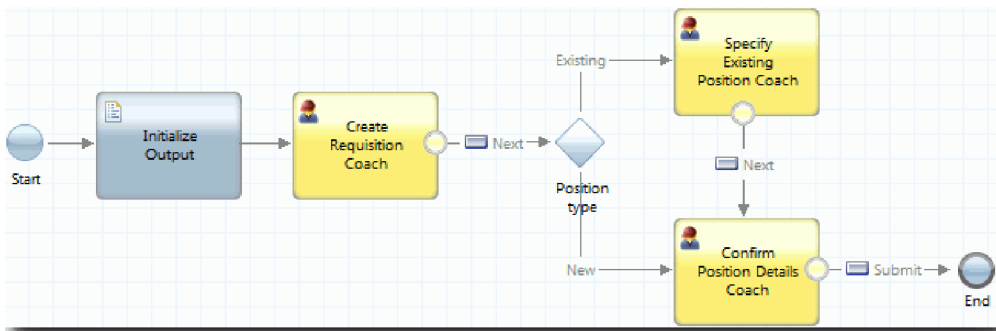 Start
Initialize
Output
Create
Requisition
Coach
Next
Position
type
Existing
Specify
Existing
Position Coach
Next
New
Confirm
Position Details
Coach
Submit
End